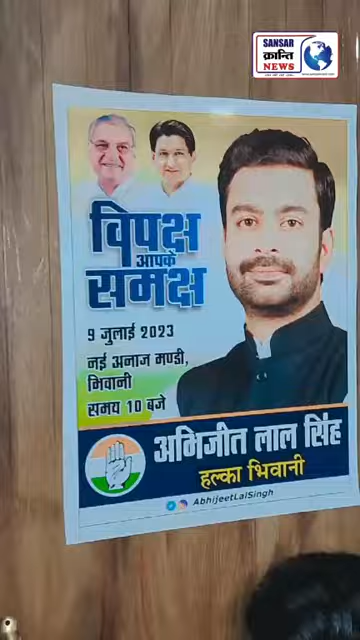 SANSAR
क्रान्ति
NEWS
विपक्ष
आपके
समक्ष
9 जुलाई 2023
नई अनाज मण्डी,
भिवानी
समय 10 बजे
अभिजीत लाल सिंह
हल्का भिवानी
AbhijeetLalSingh